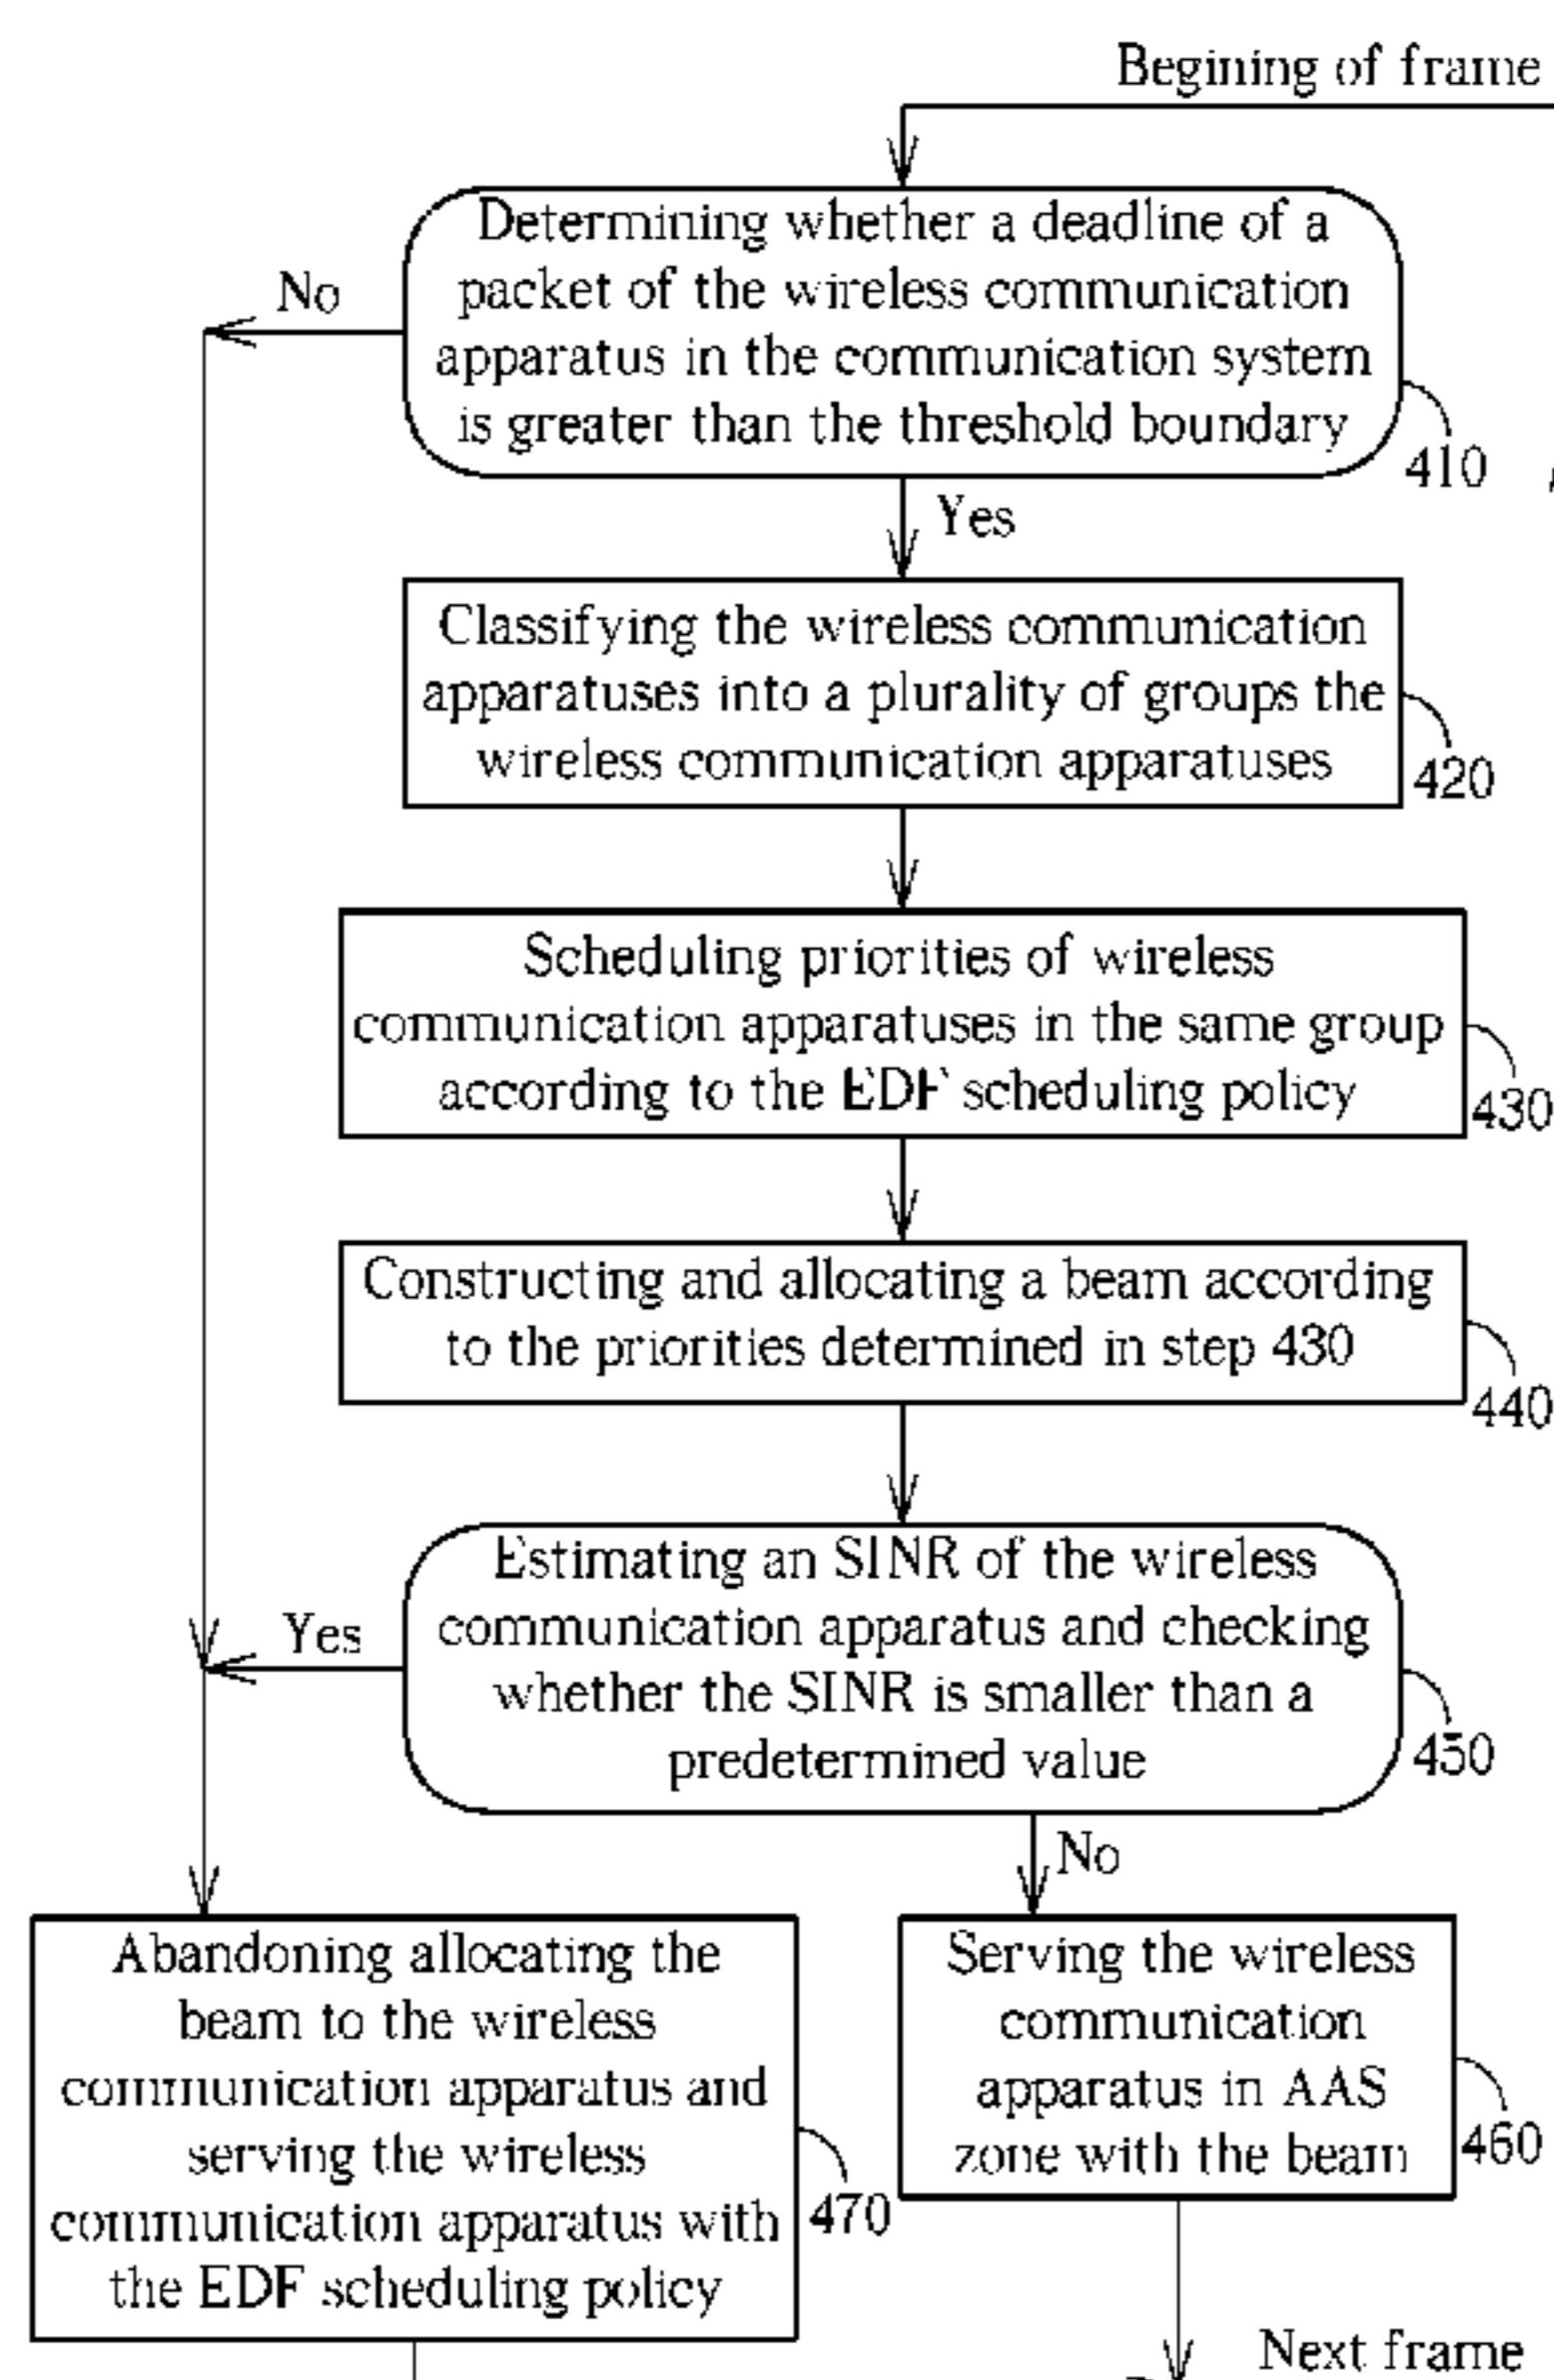 Begining of frame
Determining whether a deadline of a
packet of the wireless communication
apparatus in the communication system
is greater than the threshold boundary
No
410
Yes
Classifying the wireless communication
apparatuses into a plurality of groups the
wireless communication apparatuses
420
Scheduling priorities of wireless
communication apparatuses in the same group
according to the EDF scheduling policy
430
Constructing and allocating a beam according
to the priorities determined in step 430
440
Estimating an SINR of the wireless
communication apparatus and checking
whether the SINR is smaller than a
predetermined value
Yes
450
No
Abandoning allocating the
beam to the wireless
communication apparatus and
serving the wireless
communication apparatus with
the EDF scheduling policy
470
Serving the wireless
communication
apparatus in AAS
zone with the beam
460
Next frame